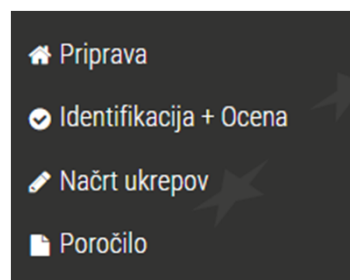 Priprava
Identifikacija + Ocena
Načrt ukrepov
Poročilo